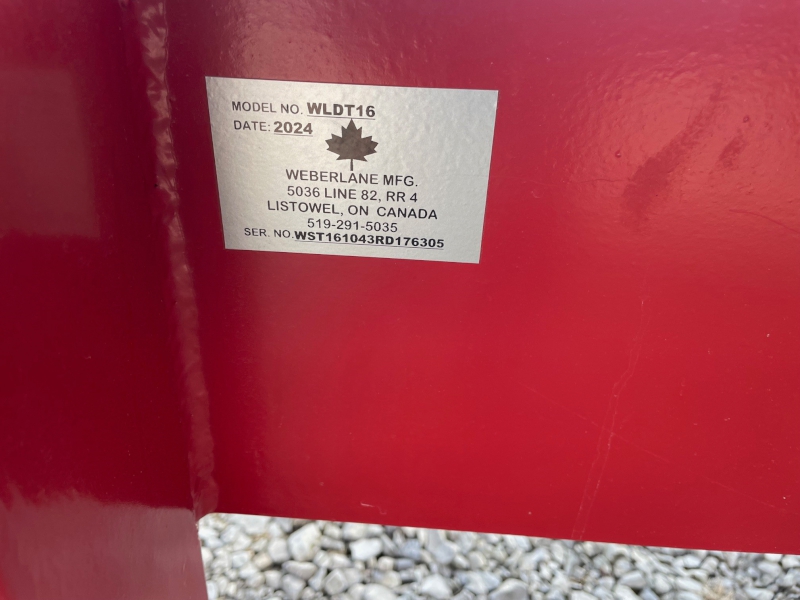 MODEL NO. WLDT16
DATE: 2024
WEBERLANE MFG.
5036 LINE 82, RR 4
LISTOWEL, ON CANADA
519-291-5035
SER. NO.WST161043RD176305